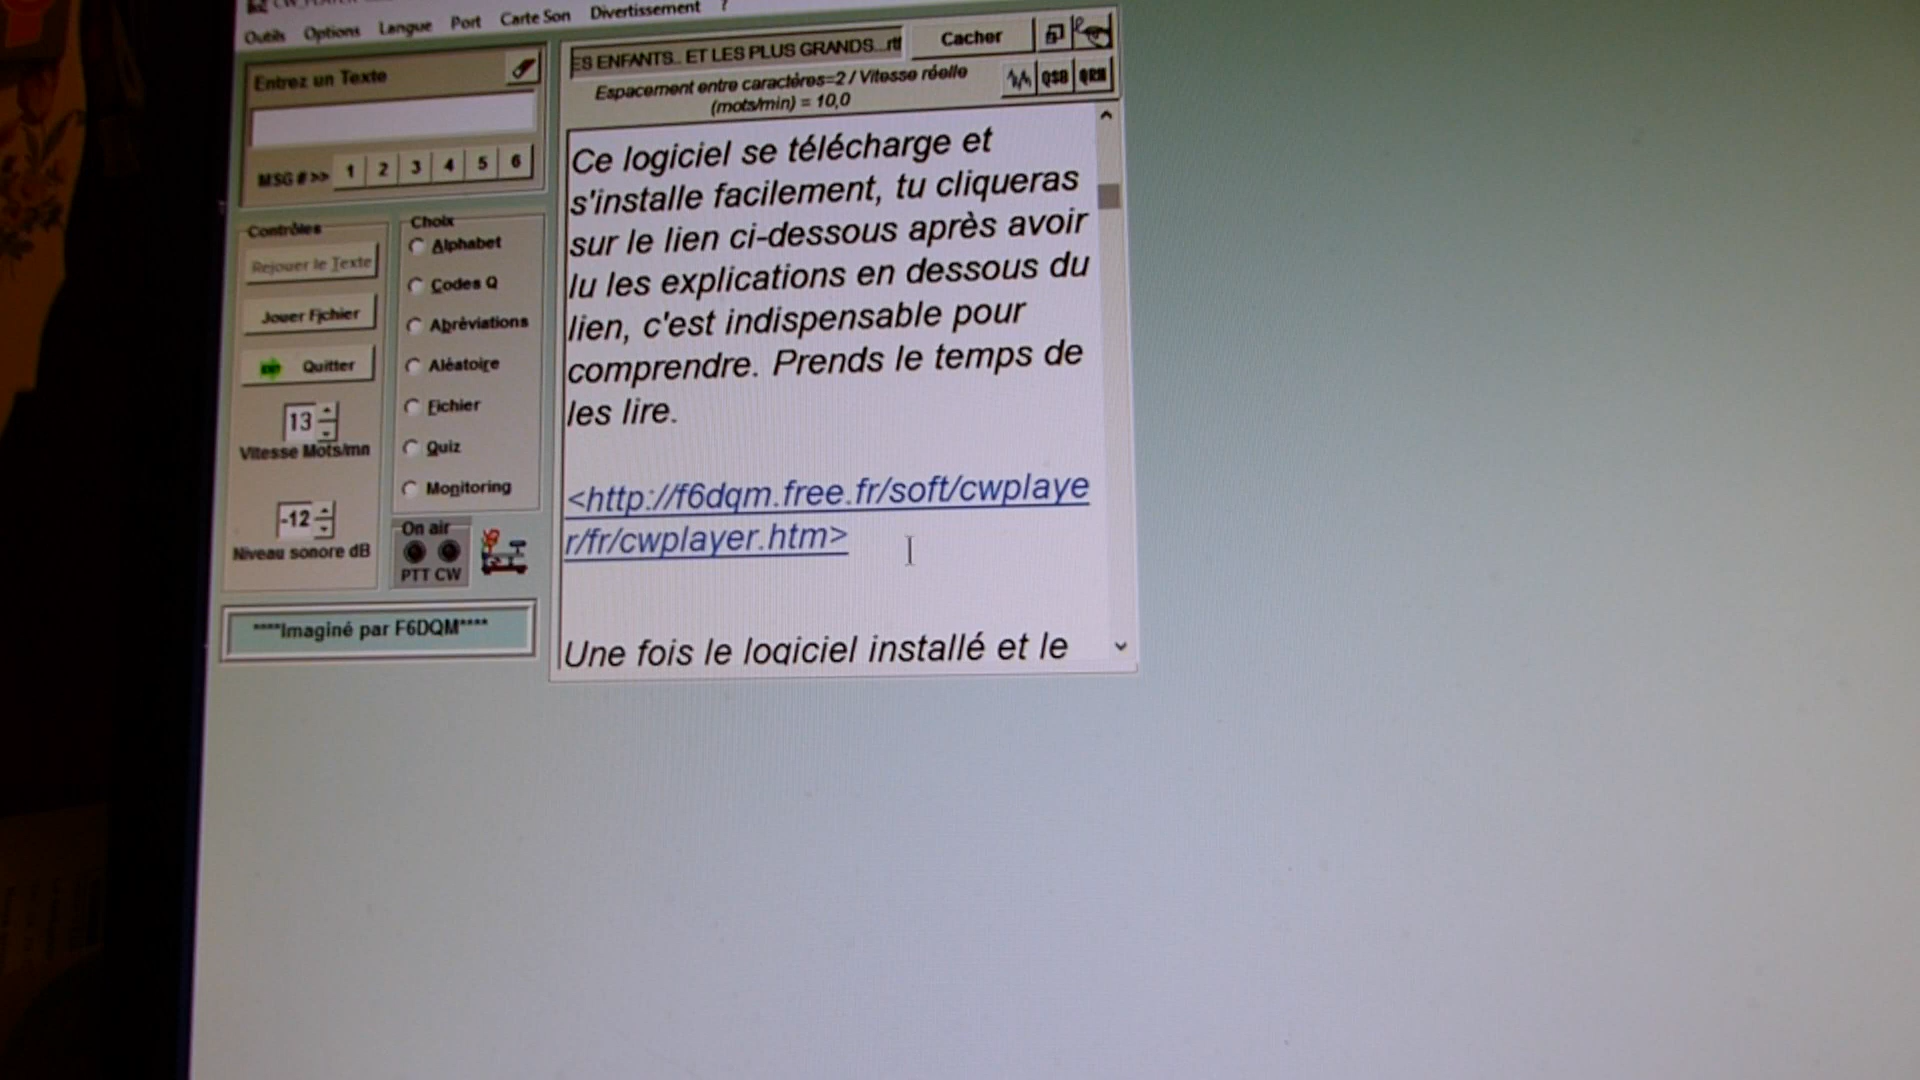 CW_PLAYER
Outils Options Langue Port Carte Son Divertissement ?
Entrez un Texte
MSG # >> 1 2 3 4 5 6
Contrôles
Rejouer le Texte
Jouer Fichier
Quitter
13
Vitesse Mots/mn
-12
Niveau sonore dB
Choix
Alphabet
Codes Q
Abréviations
Aléatoire
Fichier
Quiz
Monitoring
On air
PTT CW
****Imaginé par F6DQM****
ES ENFANTS.. ET LES PLUS GRANDS...rtf
Cacher
Espacement entre caractères=2 / Vitesse réelle
(mots/min) = 10,0
QSB QRM
Ce logiciel se télécharge et
s'installe facilement, tu cliqueras
sur le lien ci-dessous après avoir
lu les explications en dessous du
lien, c'est indispensable pour
comprendre. Prends le temps de
les lire.
<http://f6dqm.free.fr/soft/cwplaye
r/fr/cwplayer.htm>
Une fois le logiciel installé et le